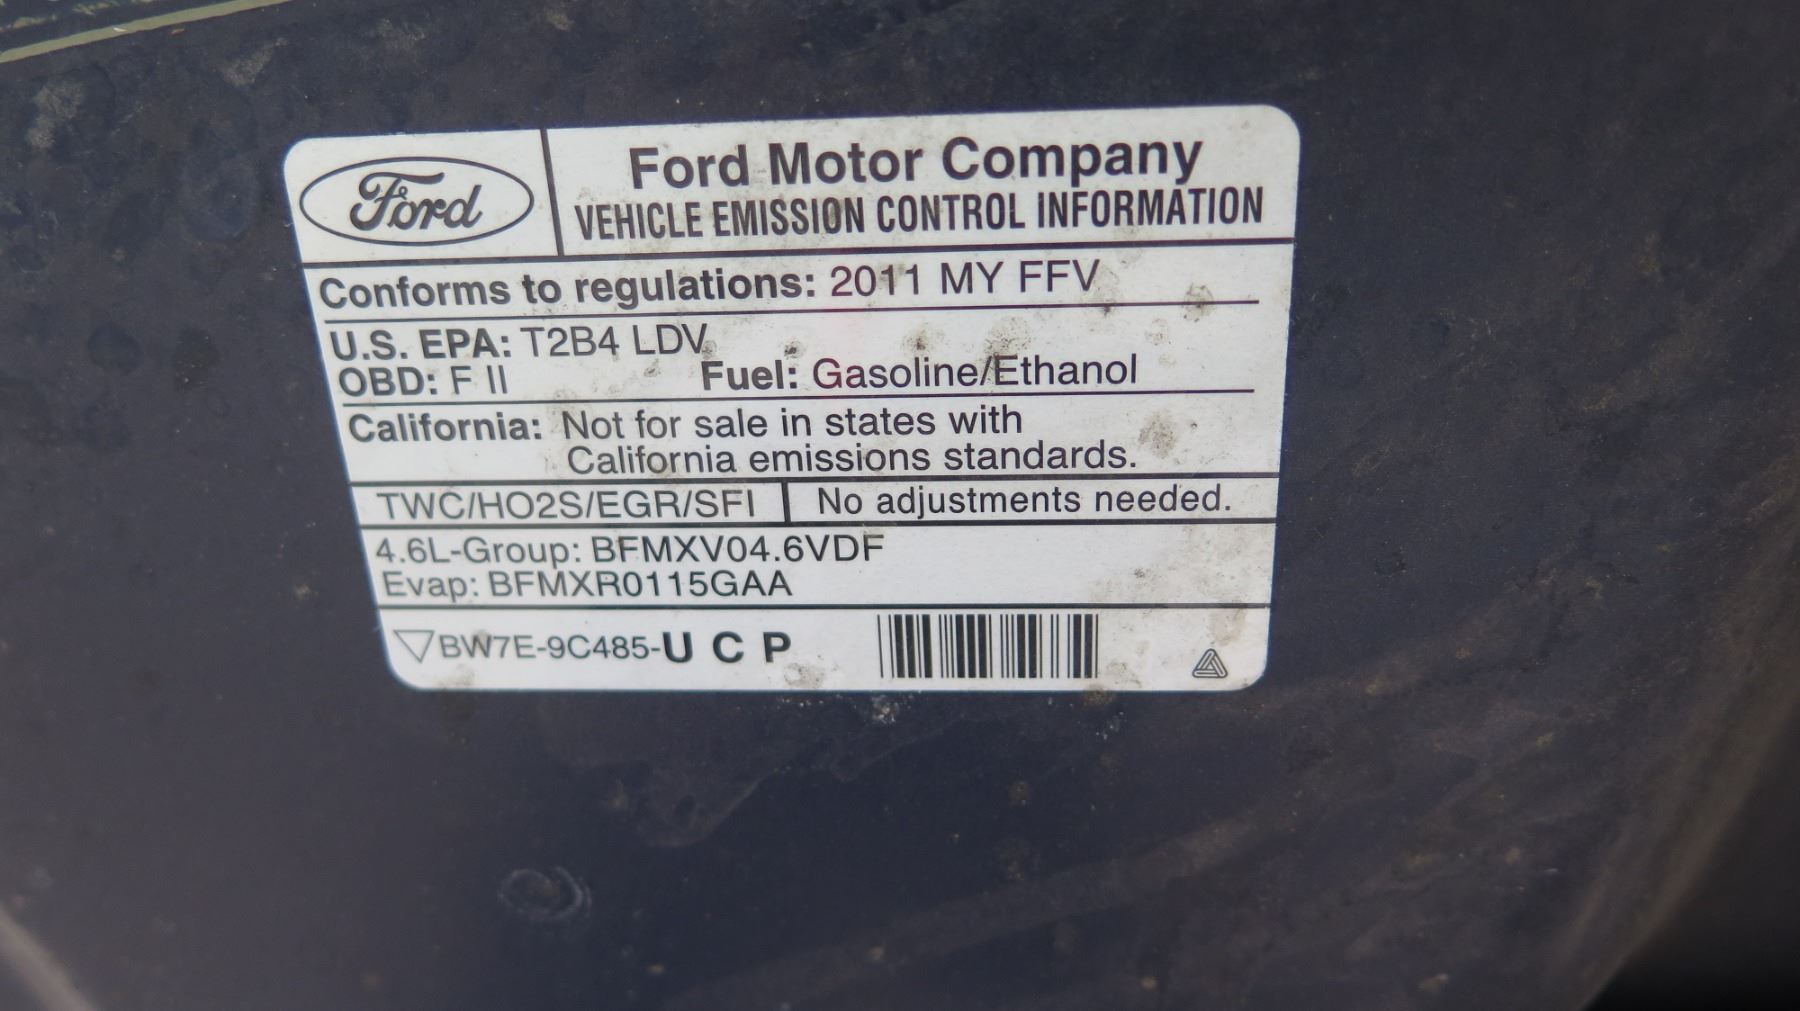 Ford
Ford Motor Company
VEHICLE EMISSION CONTROL INFORMATION
Conforms to regulations: 2011 MY FFV
U.S. EPA: T2B4 LDV
OBD: F II Fuel: Gasoline/Ethanol
California: Not for sale in states with
California emissions standards.
TWC/HO2S/EGR/SFI No adjustments needed.
4.6L-Group: BFMXV04.6VDF
Evap: BFMXR0115GAA
BW7E-9C485-U C P